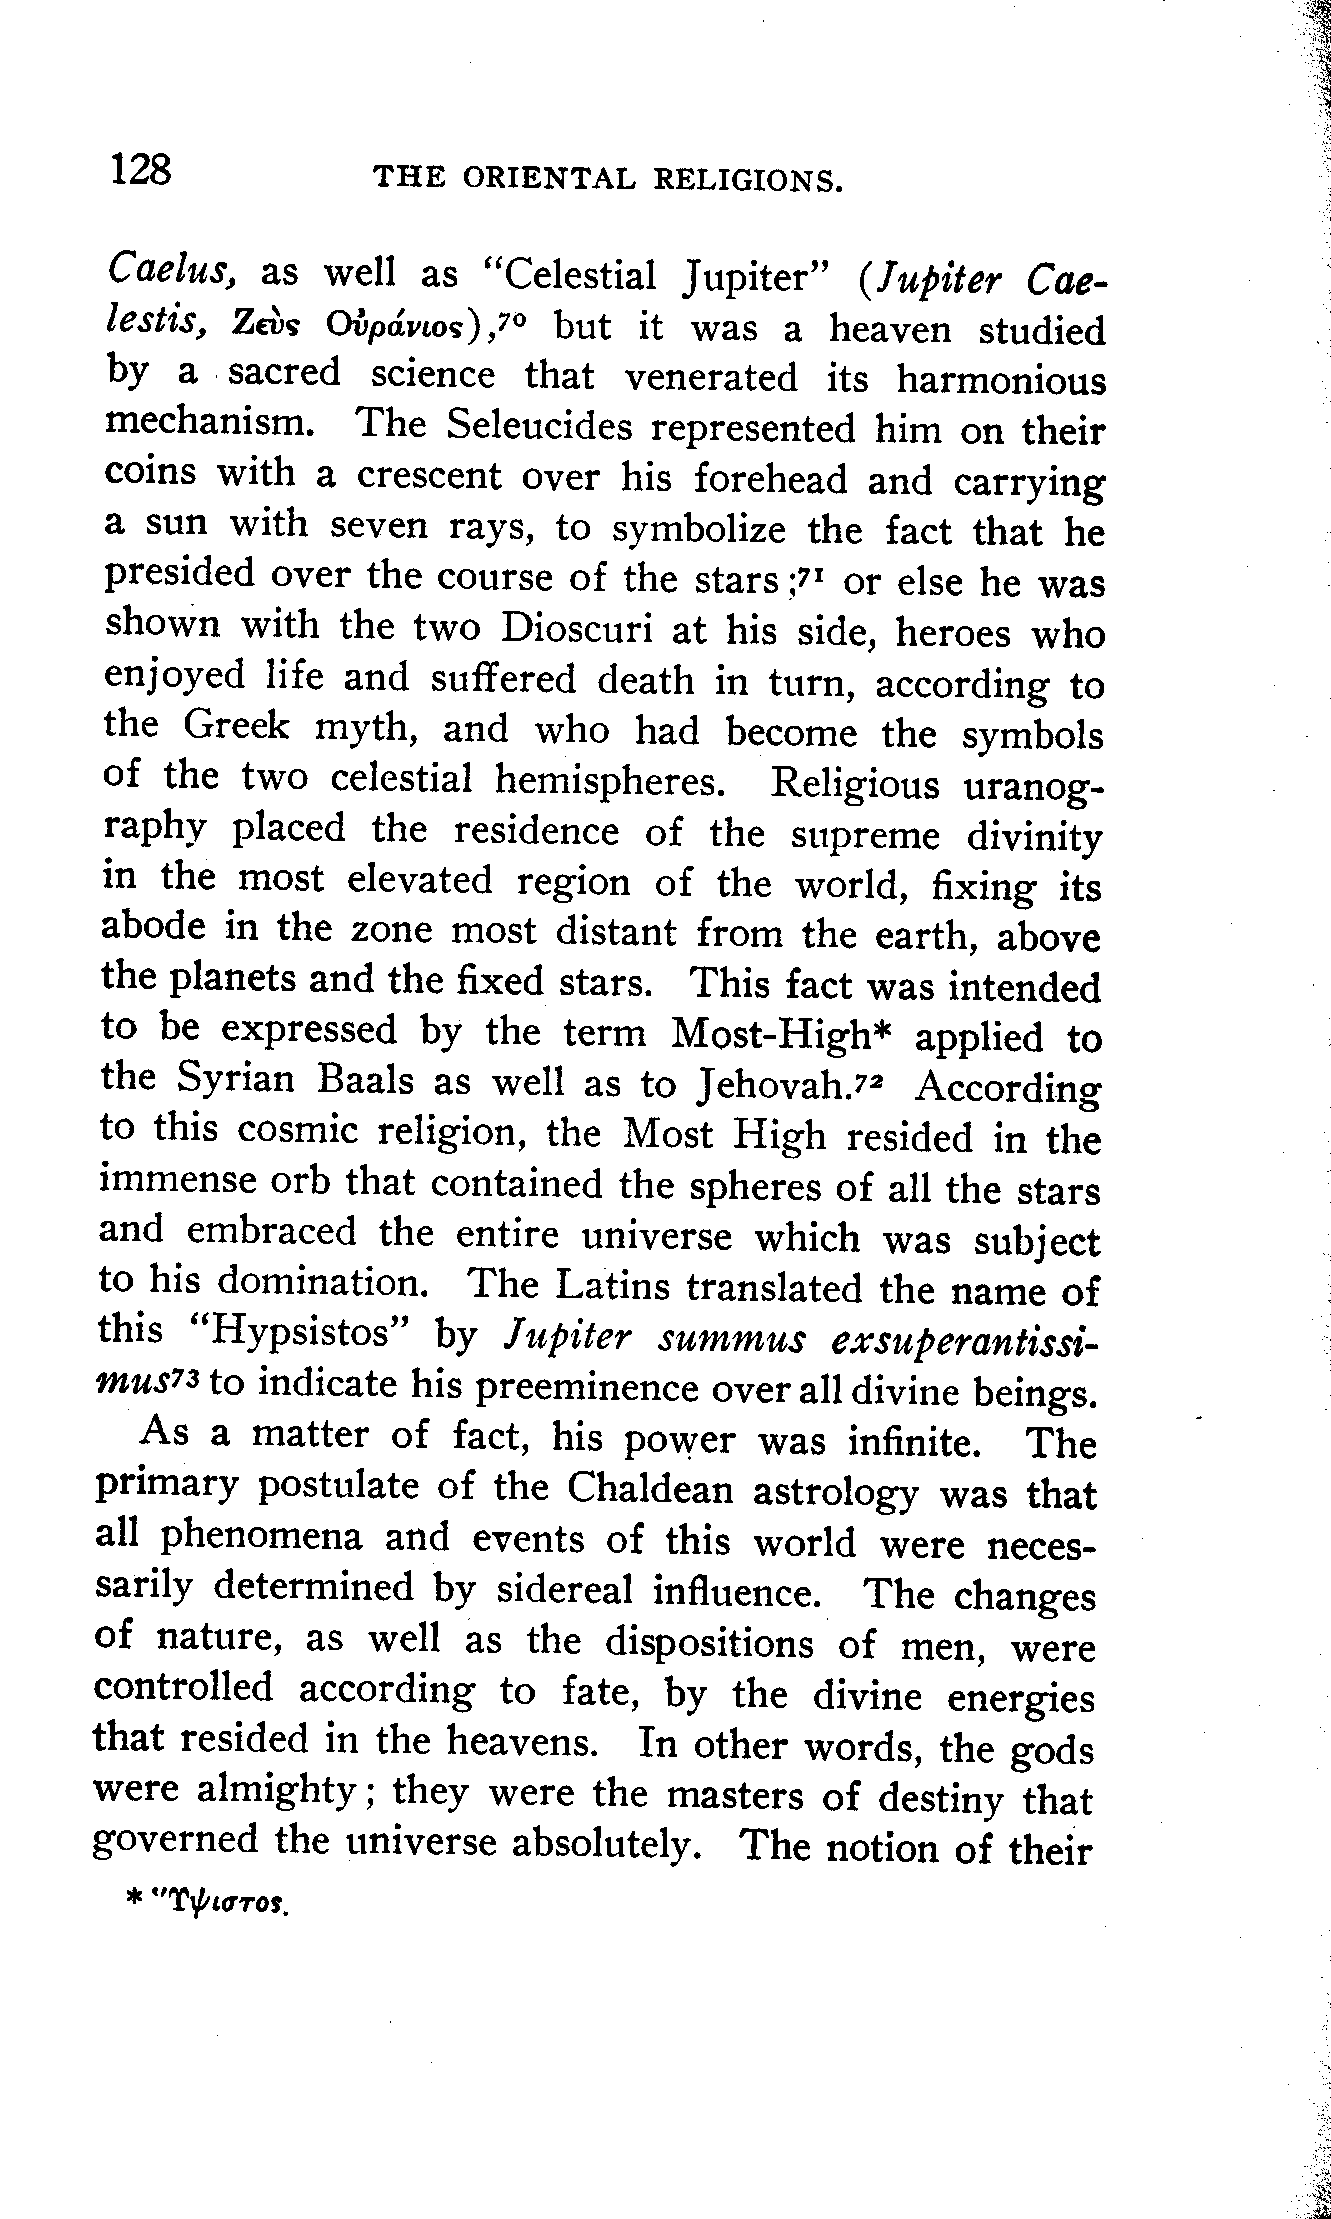 128 THE ORIENTAL RELIGIONS.
Caelus, as well as “Celestial Jupiter” (Jupiter Cae-
lestis, Ζεὺς Οὐράνιος),70 but it was a heaven studied
by a sacred science that venerated its harmonious
mechanism. The Seleucides represented him on their
coins with a crescent over his forehead and carrying
a sun with seven rays, to symbolize the fact that he
presided over the course of the stars;71 or else he was
shown with the two Dioscuri at his side, heroes who
enjoyed life and suffered death in turn, according to
the Greek myth, and who had become the symbols
of the two celestial hemispheres. Religious uranog-
raphy placed the residence of the supreme divinity
in the most elevated region of the world, fixing its
abode in the zone most distant from the earth, above
the planets and the fixed stars. This fact was intended
to be expressed by the term Most-High* applied to
the Syrian Baals as well as to Jehovah.72 According
to this cosmic religion, the Most High resided in the
immense orb that contained the spheres of all the stars
and embraced the entire universe which was subject
to his domination. The Latins translated the name of
this “Hypsistos” by Jupiter summus exsuperantissi-
mus73 to indicate his preeminence over all divine beings.
As a matter of fact, his power was infinite. The
primary postulate of the Chaldean astrology was that
all phenomena and events of this world were neces-
sarily determined by sidereal influence. The changes
of nature, as well as the dispositions of men, were
controlled according to fate, by the divine energies
that resided in the heavens. In other words, the gods
were almighty; they were the masters of destiny that
governed the universe absolutely. The notion of their
* Ὕψιστος.